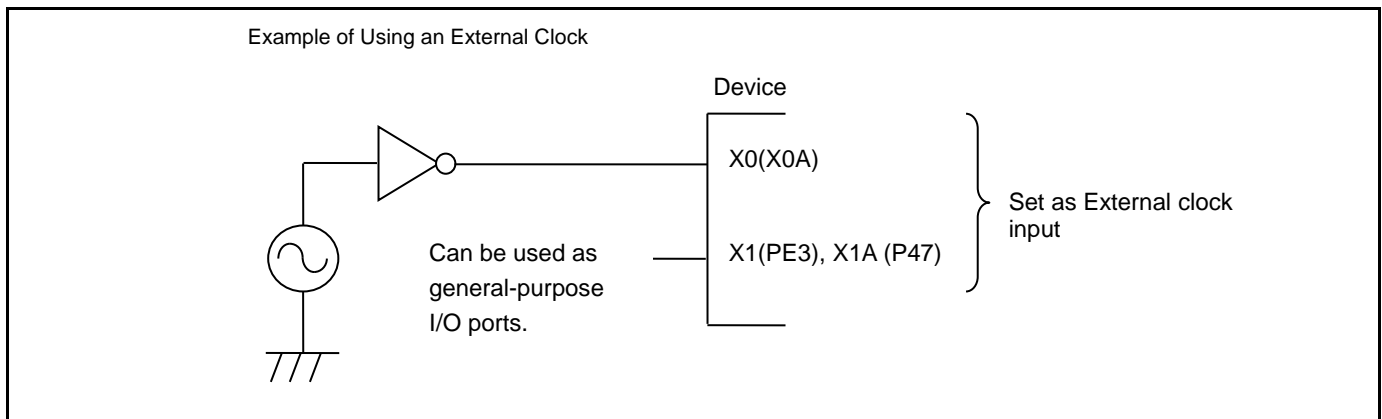 Example of Using an External Clock
Device
X0(X0A)
Set as External clock
input
Can be used as
general-purpose
I/O ports.
X1(PE3), X1A (P47)